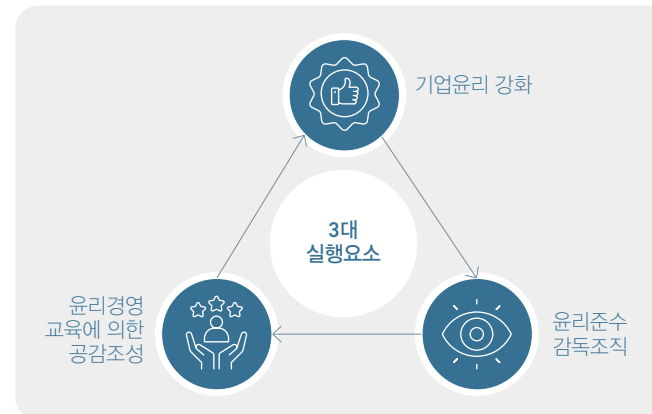 기업윤리 강화
3대
실행요소
윤리경영
교육에 의한
공감조성
윤리준수
감독조직